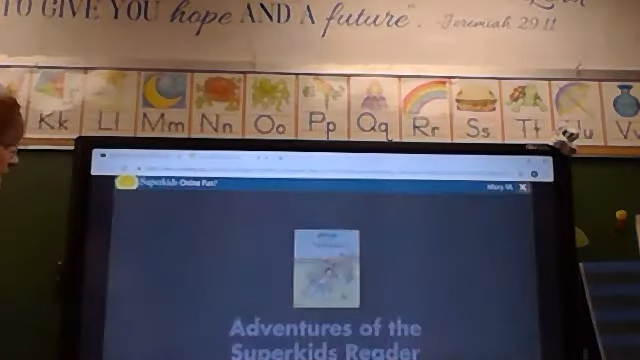 TO GIVE YOU hope AND A future". -Jeremiah 29:11
Kk Ll Mm Nn Oo Pp Qq Rr Ss Tt Uu V
Superkids Online Fun!
Adventures of the
Superkids Reader